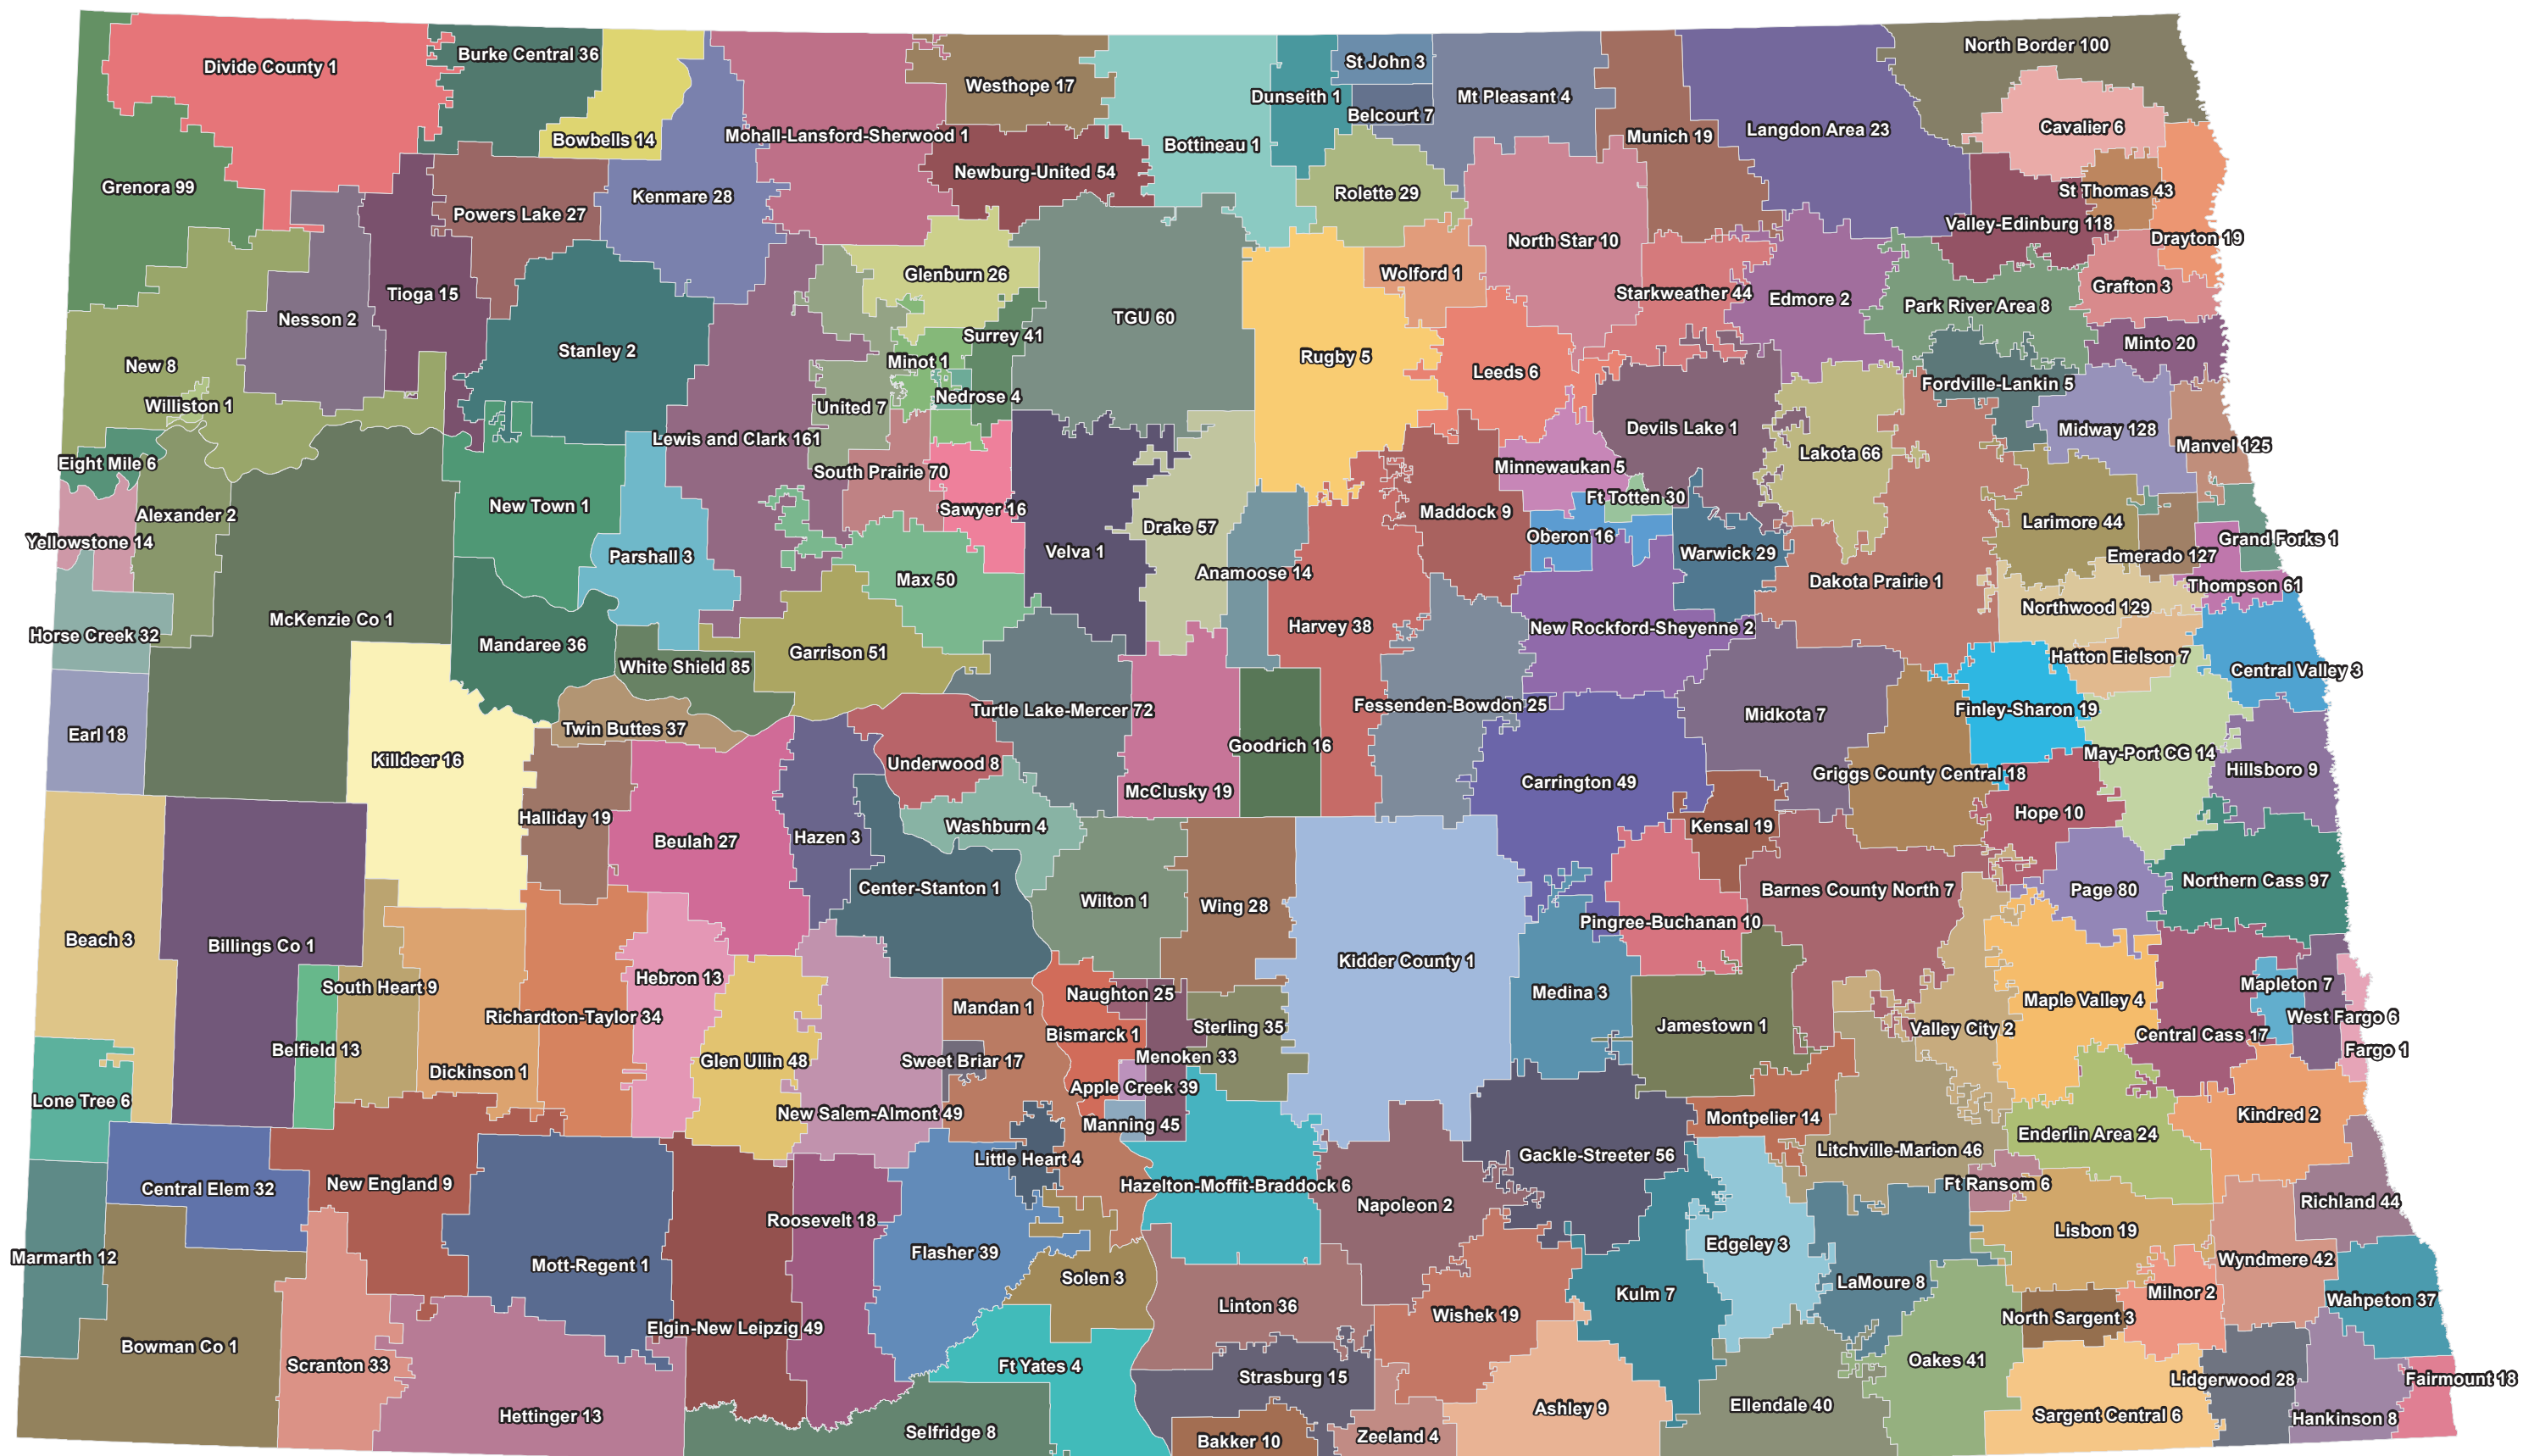 North Border 100
Burke Central 36
St John 3
Divide County 1
Westhope 17
Dunseith 1
Mt Pleasant 4
Belcourt 7
Cavalier 6
Langdon Area 23
Mohall-Lansford-Sherwood 1
Munich 19
Bowbells 14
Bottineau 1
Newburg-United 54
Grenora 99
St Thomas 43
Rolette 29
Kenmare 28
Powers Lake 27
Valley-Edinburg 118
Drayton 19
North Star 10
Glenburn 26
Wolford 1
Grafton 3
Tioga 15
Starkweather 44
Edmore 2
Park River Area 8
TGU 60
Nesson 2
Surrey 41
Minto 20
Stanley 2
Rugby 5
Minot 1
New 8
Leeds 6
Fordville-Lankin 5
Nedrose 4
Williston 1
United 7
Devils Lake 1
Midway 128
Lewis and Clark 161
Manvel 125
Lakota 66
Eight Mile 6
Minnewaukan 5
South Prairie 70
Ft Totten 30
New Town 1
Sawyer 16
Maddock 9
Alexander 2
Larimore 44
Drake 57
Oberon 16
Grand Forks 1
Yellowstone 14
Velva 1
Warwick 29
Parshall 3
Emerado 127
Anamoose 14
Max 50
Dakota Prairie 1
Thompson 61
Northwood 129
McKenzie Co 1
Harvey 38
New Rockford-Sheyenne 2
Horse Creek 32
Mandaree 36
Garrison 51
Hatton Eielson 7
White Shield 85
Central Valley 3
Fessenden-Bowdon 25
Turtle Lake-Mercer 72
Finley-Sharon 19
Midkota 7
Twin Buttes 37
Earl 18
Goodrich 16
May-Port CG 14
Killdeer 16
Underwood 8
Hillsboro 9
Griggs County Central 18
Carrington 49
McClusky 19
Hope 10
Halliday 19
Washburn 4
Kensal 19
Hazen 3
Beulah 27
Northern Cass 97
Center-Stanton 1
Barnes County North 7
Page 80
Wilton 1
Wing 28
Pingree-Buchanan 10
Beach 3
Billings Co 1
Kidder County 1
Hebron 13
Mapleton 7
South Heart 9
Naughton 25
Medina 3
Maple Valley 4
Mandan 1
Richardton-Taylor 34
West Fargo 6
Jamestown 1
Sterling 35
Valley City 2
Bismarck 1
Central Cass 17
Belfield 13
Fargo 1
Menoken 33
Glen Ullin 48
Sweet Briar 17
Dickinson 1
Apple Creek 39
Lone Tree 6
New Salem-Almont 49
Kindred 2
Montpelier 14
Manning 45
Enderlin Area 24
Litchville-Marion 46
Gackle-Streeter 56
Little Heart 4
New England 9
Ft Ransom 6
Hazelton-Moffit-Braddock 6
Central Elem 32
Richland 44
Napoleon 2
Roosevelt 18
Lisbon 19
Edgeley 3
Flasher 39
Marmarth 12
Wyndmere 42
Mott-Regent 1
Solen 3
LaMoure 8
Milnor 2
Kulm 7
Wahpeton 37
Linton 36
Wishek 19
North Sargent 3
Elgin-New Leipzig 49
Bowman Co 1
Oakes 41
Scranton 33
Ft Yates 4
Strasburg 15
Lidgerwood 28
Fairmount 18
Ellendale 40
Ashley 9
Sargent Central 6
Hettinger 13
Hankinson 8
Selfridge 8
Zeeland 4
Bakker 10